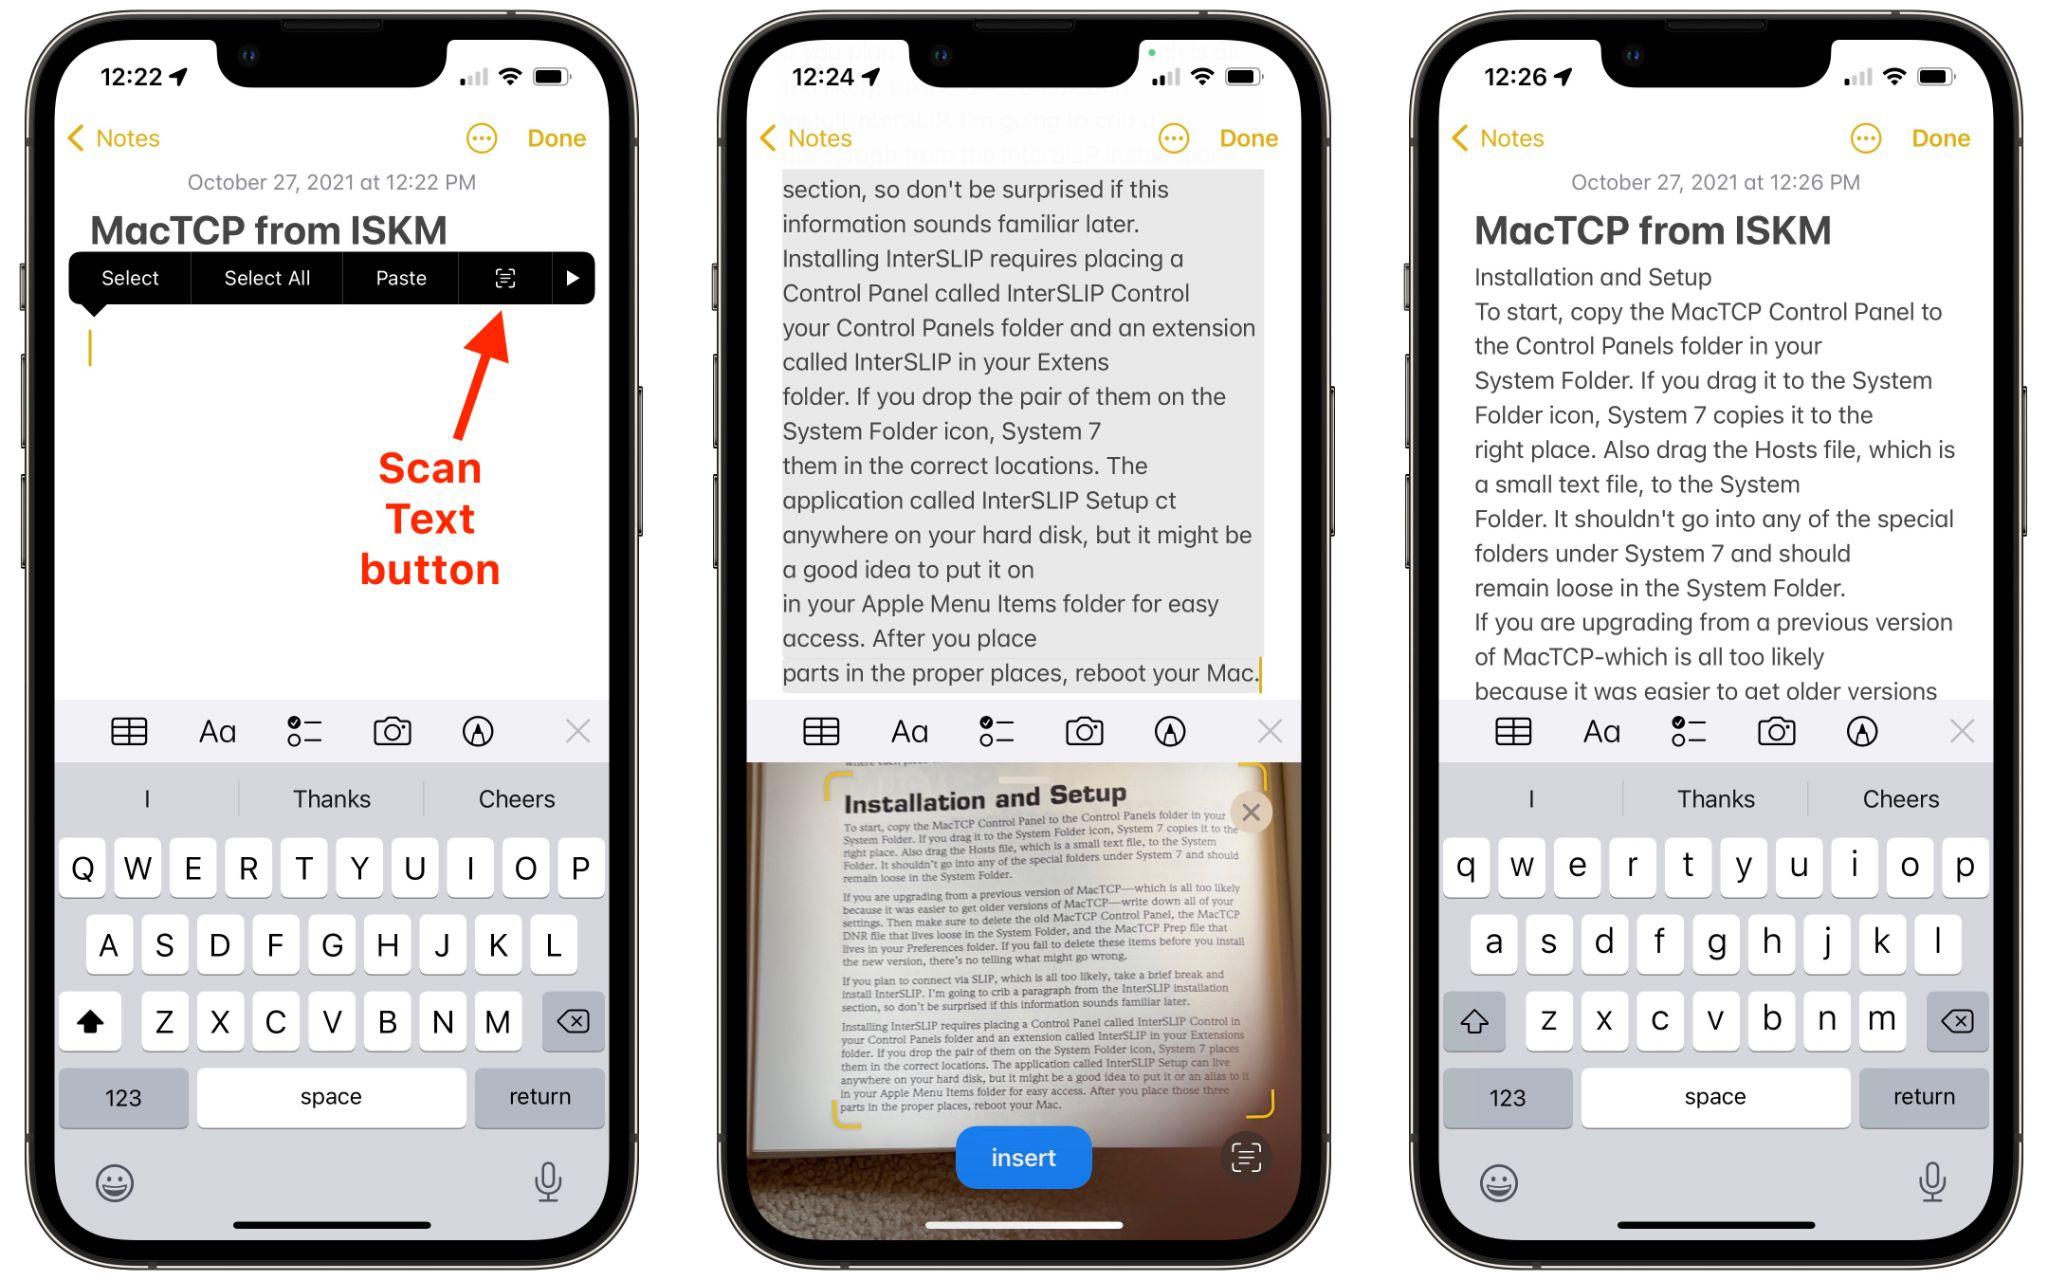 12:22
Notes
Done
October 27, 2021 at 12:22 PM
MacTCP from ISKM
Select Select All Paste
Scan
Text
button
Aa
I Thanks Cheers
Q W E R T Y U I O P
A S D F G H J K L
Z X C V B N M
123 space return
12:24
Notes
Done
section, so don't be surprised if this
information sounds familiar later.
Installing InterSLIP requires placing a
Control Panel called InterSLIP Control
your Control Panels folder and an extension
called InterSLIP in your Extens
folder. If you drop the pair of them on the
System Folder icon, System 7
them in the correct locations. The
application called InterSLIP Setup ct
anywhere on your hard disk, but it might be
a good idea to put it on
in your Apple Menu Items folder for easy
access. After you place
parts in the proper places, reboot your Mac.
Aa
Installation and Setup
To start, copy the MacTCP Control Panel to the Control Panels folder in your
System Folder. If you drag it to the System Folder icon, System 7 copies it to the
right place. Also drag the Hosts file, which is a small text file, to the System
Folder. It shouldn't go into any of the special folders under System 7 and should
remain loose in the System Folder.
If you are upgrading from a previous version of MacTCP—which is all too likely
because it was easier to get older versions of MacTCP—write down all of your
settings. Then make sure to delete the old MacTCP Control Panel, the MacTCP
DNR file that lives loose in the System Folder, and the MacTCP Prep file that
lives in your Preferences folder. If you fail to delete these items before you install
the new version, there's no telling what might go wrong.
If you plan to connect via SLIP, which is all too likely, take a brief break and
install InterSLIP. I'm going to crib a paragraph from the InterSLIP installation
section, so don't be surprised if this information sounds familiar later.
Installing InterSLIP requires placing a Control Panel called InterSLIP Control in
your Control Panels folder and an extension called InterSLIP in your Extensions
folder. If you drop the pair of them on the System Folder icon, System 7 places
them in the correct locations. The application called InterSLIP Setup can live
anywhere on your hard disk, but it might be a good idea to put it or an alias to it
in your Apple Menu Items folder for easy access. After you place those three
parts in the proper places, reboot your Mac.
insert
12:26
Notes
Done
October 27, 2021 at 12:26 PM
MacTCP from ISKM
Installation and Setup
To start, copy the MacTCP Control Panel to
the Control Panels folder in your
System Folder. If you drag it to the System
Folder icon, System 7 copies it to the
right place. Also drag the Hosts file, which is
a small text file, to the System
Folder. It shouldn't go into any of the special
folders under System 7 and should
remain loose in the System Folder.
If you are upgrading from a previous version
of MacTCP-which is all too likely
because it was easier to get older versions
Aa
I Thanks Cheers
q w e r t y u i o p
a s d f g h j k l
z x c v b n m
123 space return